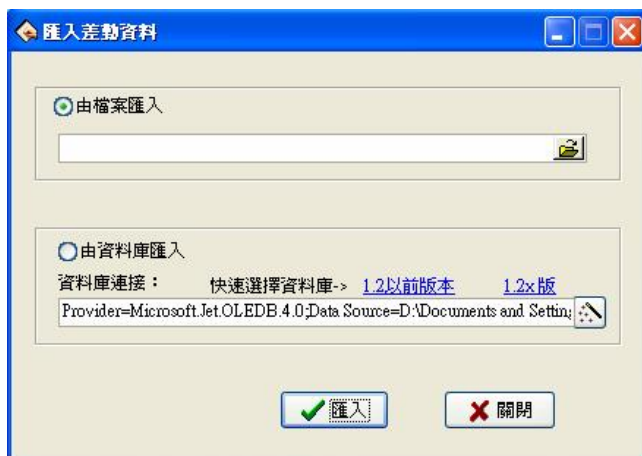 匯入差勤資料
由檔案匯入
由資料庫匯入
資料庫連接：	快速選擇資料庫->	1.2以前版本	1.2x版
Provider=Microsoft.Jet.OLEDB.4.0;Data Source=D:\Documents and Setting
匯入	關閉